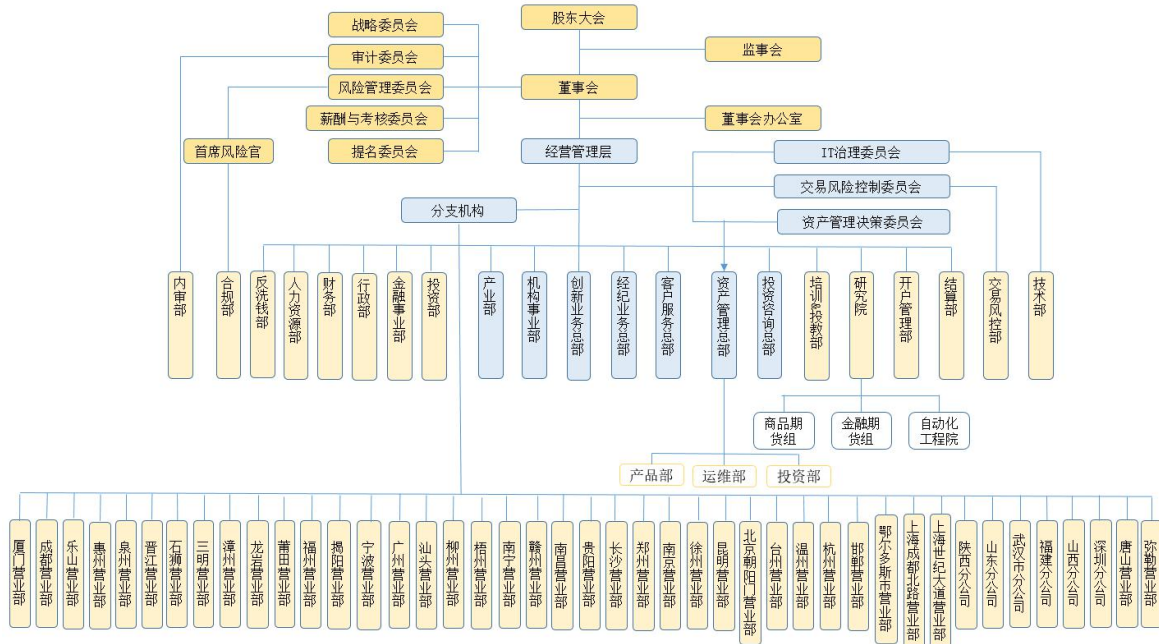 股东大会
战略委员会
监事会
审计委员会
风险管理委员会
董事会
薪酬与考核委员会
董事会办公室
首席风险官
提名委员会
经营管理层
IT治理委员会
交易风险控制委员会
分支机构
资产管理决策委员会
内审部
合规部
反洗钱部
人力资源部
财务部
行政部
金融事业部
投资部
产业部
机构事业部
创新业务总部
经纪业务总部
客户服务总部
资产管理总部
投资咨询总部
培训&投教部
研究院
开户管理部
结算部
交易风控部
技术部
商品期
货组
金融期
货组
自动化
工程院
产品部
运维部
投资部
厦门营业部
成都营业部
乐山营业部
惠州营业部
泉州营业部
晋江营业部
石狮营业部
三明营业部
漳州营业部
龙岩营业部
莆田营业部
福州营业部
揭阳营业部
宁波营业部
广州营业部
汕头营业部
柳州营业部
梧州营业部
南宁营业部
赣州营业部
南昌营业部
贵阳营业部
长沙营业部
郑州营业部
南京营业部
徐州营业部
昆明营业部
北京朝阳门营业部
台州营业部
温州营业部
杭州营业部
邯郸营业部
鄂尔多斯市营业部
上海成都北路营业部
上海世纪大道营业部
陕西分公司
山东分公司
武汉市分公司
福建分公司
山西分公司
深圳分公司
唐山营业部
弥勒营业部